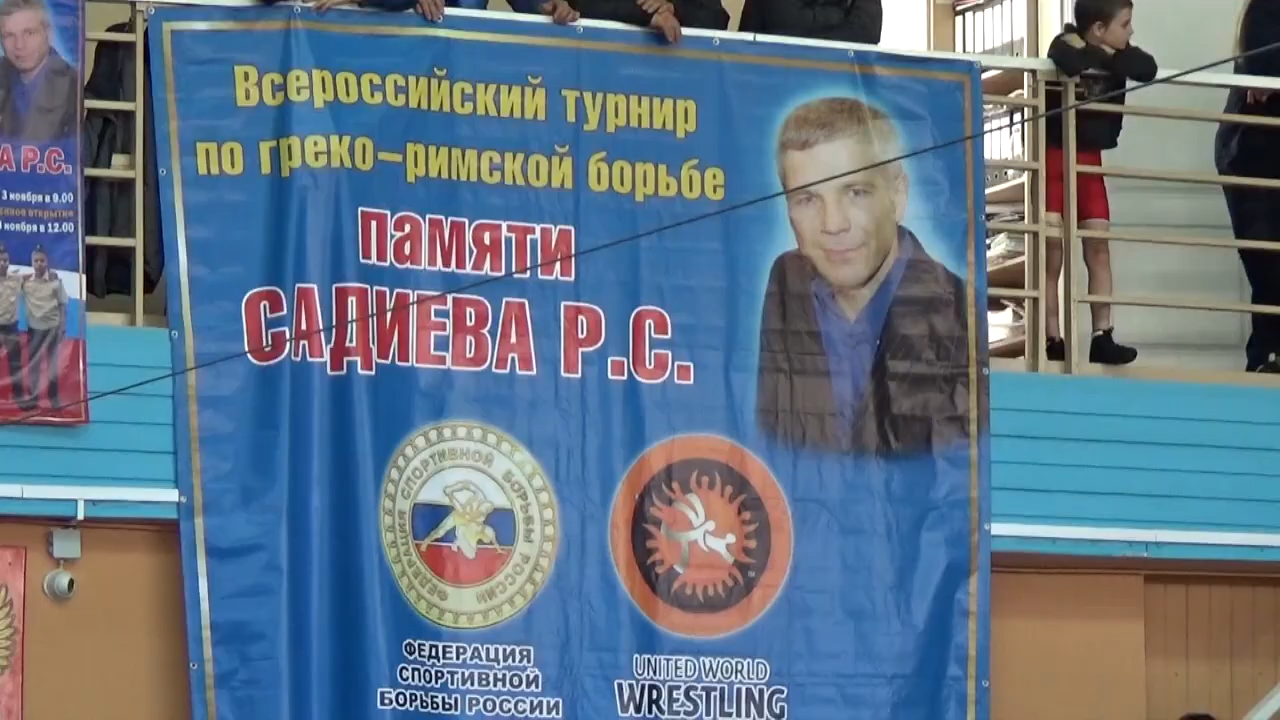 Всероссийский турнир
по греко-римской борьбе
памяти
САДИЕВА Р.С.
ФЕДЕРАЦИЯ СПОРТИВНОЙ БОРЬБЫ РОССИИ
ФЕДЕРАЦИЯ
СПОРТИВНОЙ
БОРЬБЫ РОССИИ
UNITED WORLD
WRESTLING
А Р.С.
3 ноября в 9.00
открытие
ноября в 12.00